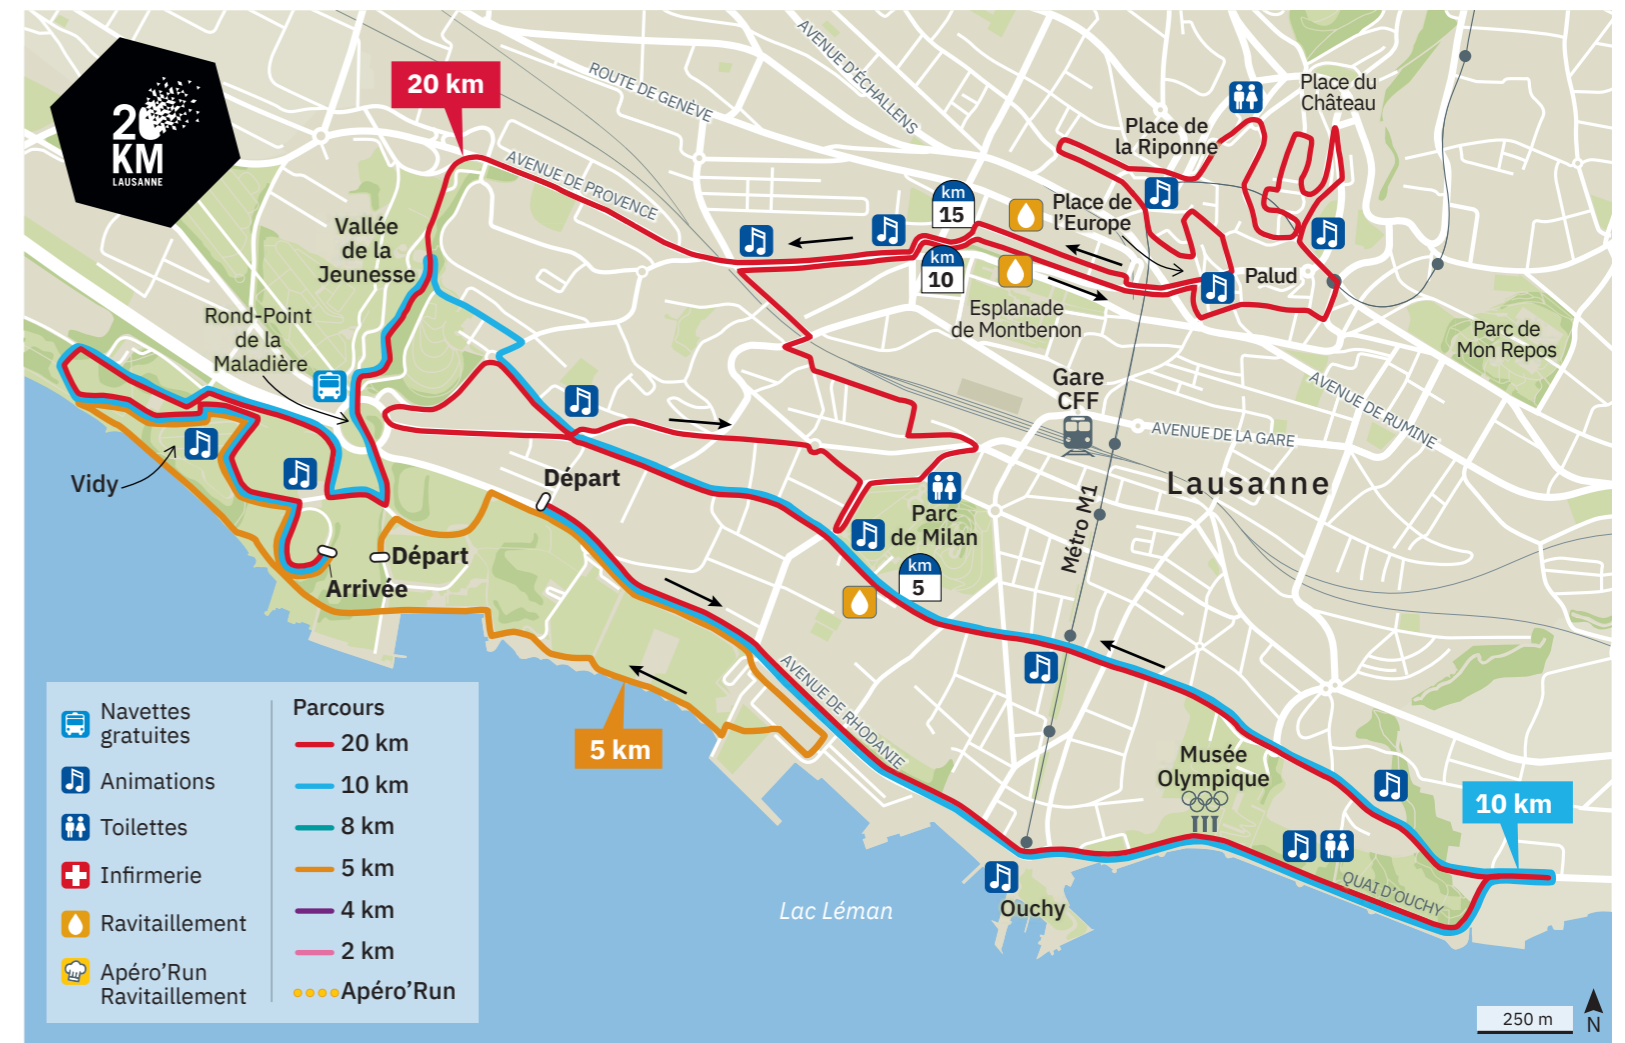 20
KM
LAUSANNE
20 km
ROUTE DE GENÈVE
AVENUE D'ÉCHALLENS
AVENUE DE PROVENCE
Place du
Château
Place de
la Riponne
Place de
l'Europe
km
15
km
10
Palud
Esplanade
de Montbenon
Vallée
de la
Jeunesse
Rond-Point
de la
Maladière
Parc de
Mon Repos
Gare
CFF
AVENUE DE RUMINE
AVENUE DE LA GARE
Lausanne
Vidy
Départ
Départ
Arrivée
Parc
de Milan
Métro M1
km
5
AVENUE DE RHODANIE
5 km
Musée
Olympique
10 km
QUAI D'OUCHY
Ouchy
Lac Léman
Navettes
gratuites
Animations
Toilettes
Infirmerie
Ravitaillement
Apéro'Run
Ravitaillement
Parcours
20 km
10 km
8 km
5 km
4 km
2 km
Apéro'Run
250 m
N